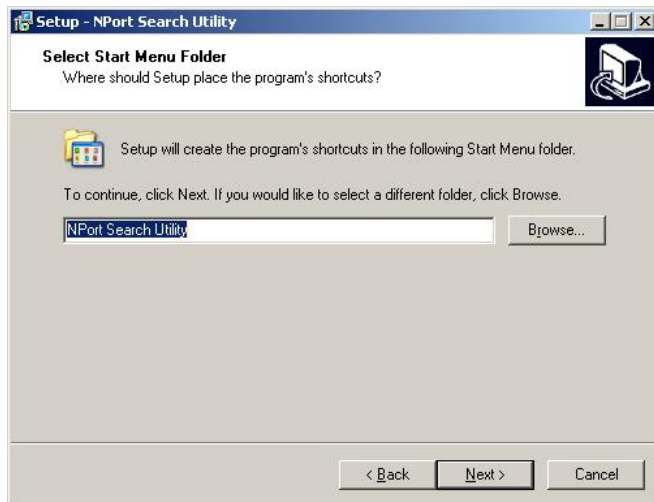 Setup - NPort Search Utility
Select Start Menu Folder
Where should Setup place the program's shortcuts?
Setup will create the program's shortcuts in the following Start Menu folder.
To continue, click Next. If you would like to select a different folder, click Browse.
NPort Search Utility
Browse...
< Back
Next >
Cancel